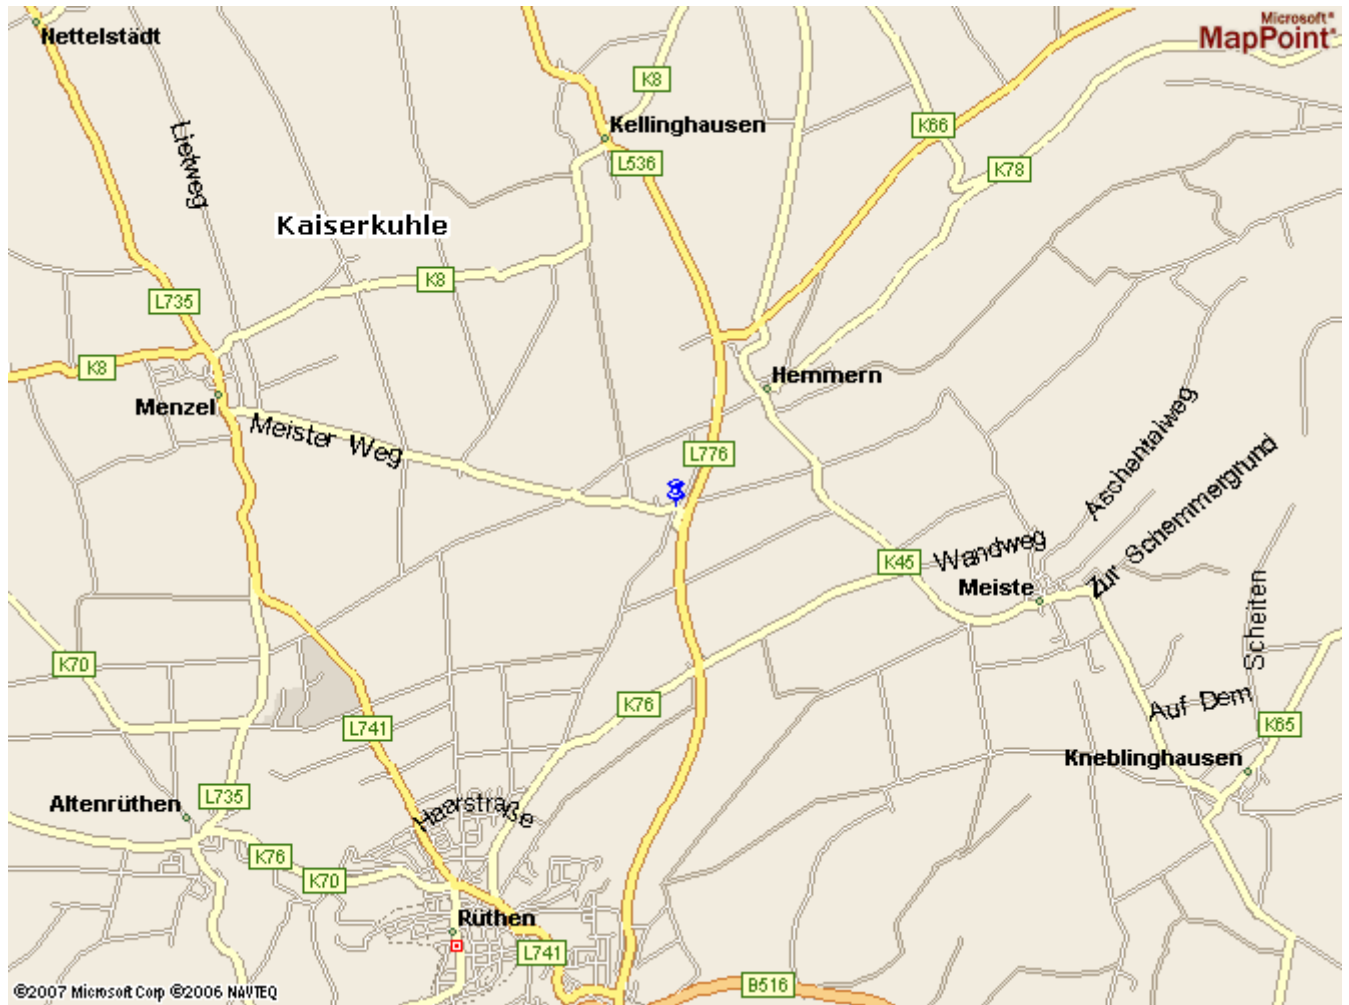 Microsoft®
MapPoint®
Nettelstädt
K8
Kellinghausen
K66
Lietweg
L536
K78
Kaiserkuhle
K8
L735
K8
Hemmern
Menzel
Meister Weg
L776
Aschentalweg
Zur Schemmergrund
Wandweg
K45
Meiste
Scheiten
K70
K76
Auf Dem
L741
K65
Kneblinghausen
L735
Altenrüthen
Haarstraße
K76
K70
Rüthen
L741
B516
©2007 Microsoft Corp ©2006 NAVTEQ